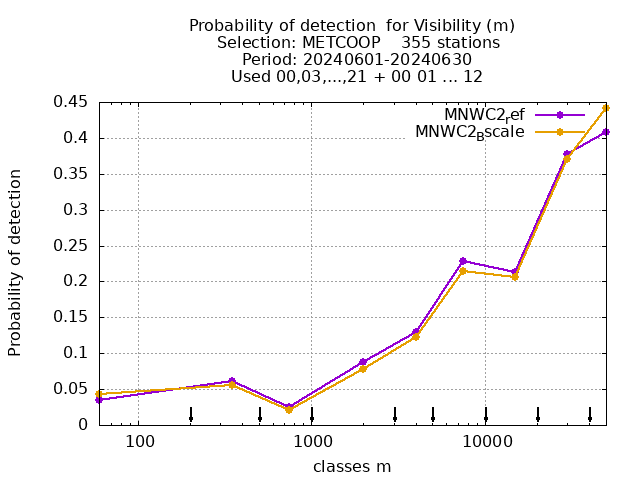 Probability of detection  for Visibility (m)
Selection: METCOOP    355 stations
Period: 20240601-20240630
Used 00,03,...,21 + 00 01 ... 12
MNWC2ref
MNWC2Bscale
0.45
0.4
0.35
0.3
0.25
0.2
0.15
0.1
0.05
0
Probability of detection
100
1000
10000
classes m